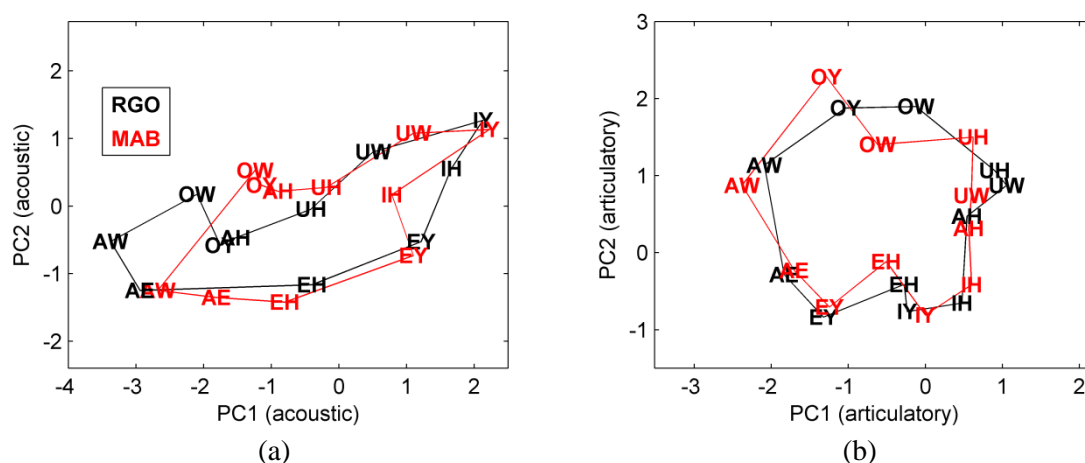 2
1
0
-1
-2
PC2 (acoustic)
RGO
MAB
IY
IY
UW
UW
IH
IH
OW
OW
OY
AH
UH
UH
AW
OY
AH
EY
EY
EH
EH
AE
AW
AE
-4 -3 -2 -1 0 1 2
PC1 (acoustic)
(a)
3
2
1
0
-1
PC2 (articulatory)
OY
OY
OW
OW
UH
UH
AW
AW
UW
UW
AH
AH
AE
AE
EH
EH
EY
EY
IY
IY
IH
IH
-3 -2 -1 0 1 2
PC1 (articulatory)
(b)